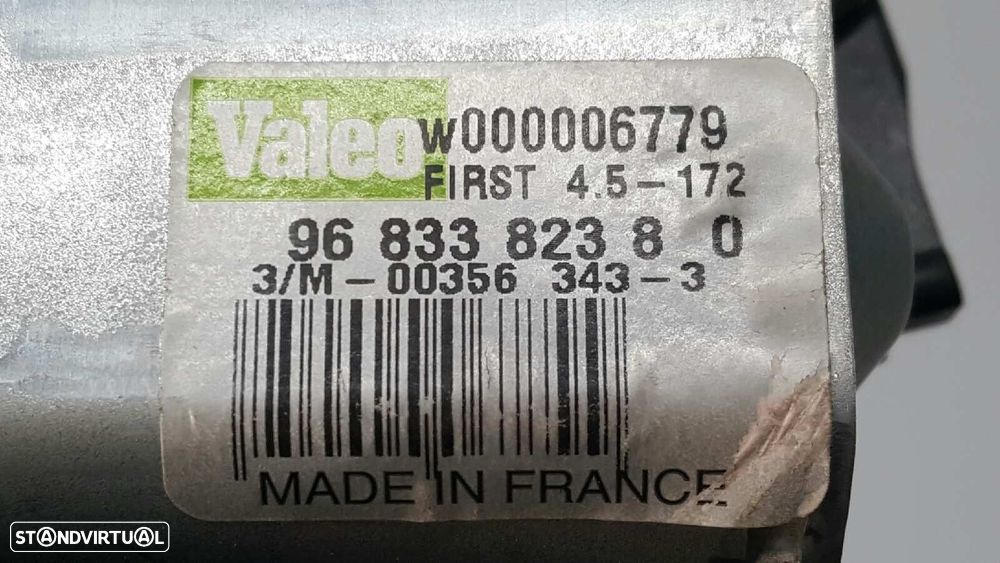 Valeo W000006779
FIRST 4.5-172
96 833 823 8 0
3/M-00356 343-3
MADE IN FRANCE
STANDVIRTUAL